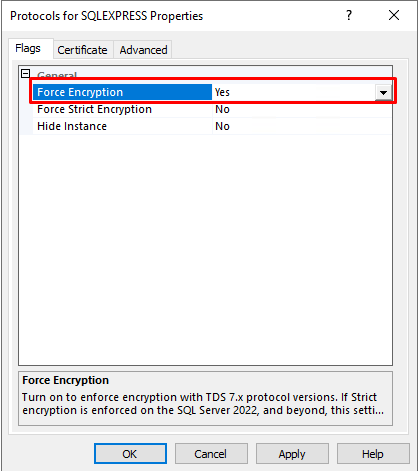 Protocols for SQLEXPRESS Properties ? ×
Flags Certificate Advanced
General
Force Encryption Yes
Force Strict Encryption No
Hide Instance No
Force Encryption
Turn on to enforce encryption with TDS 7.x protocol versions. If Strict
encryption is enforced on the SQL Server 2022, and beyond, this setti...
OK Cancel Apply Help